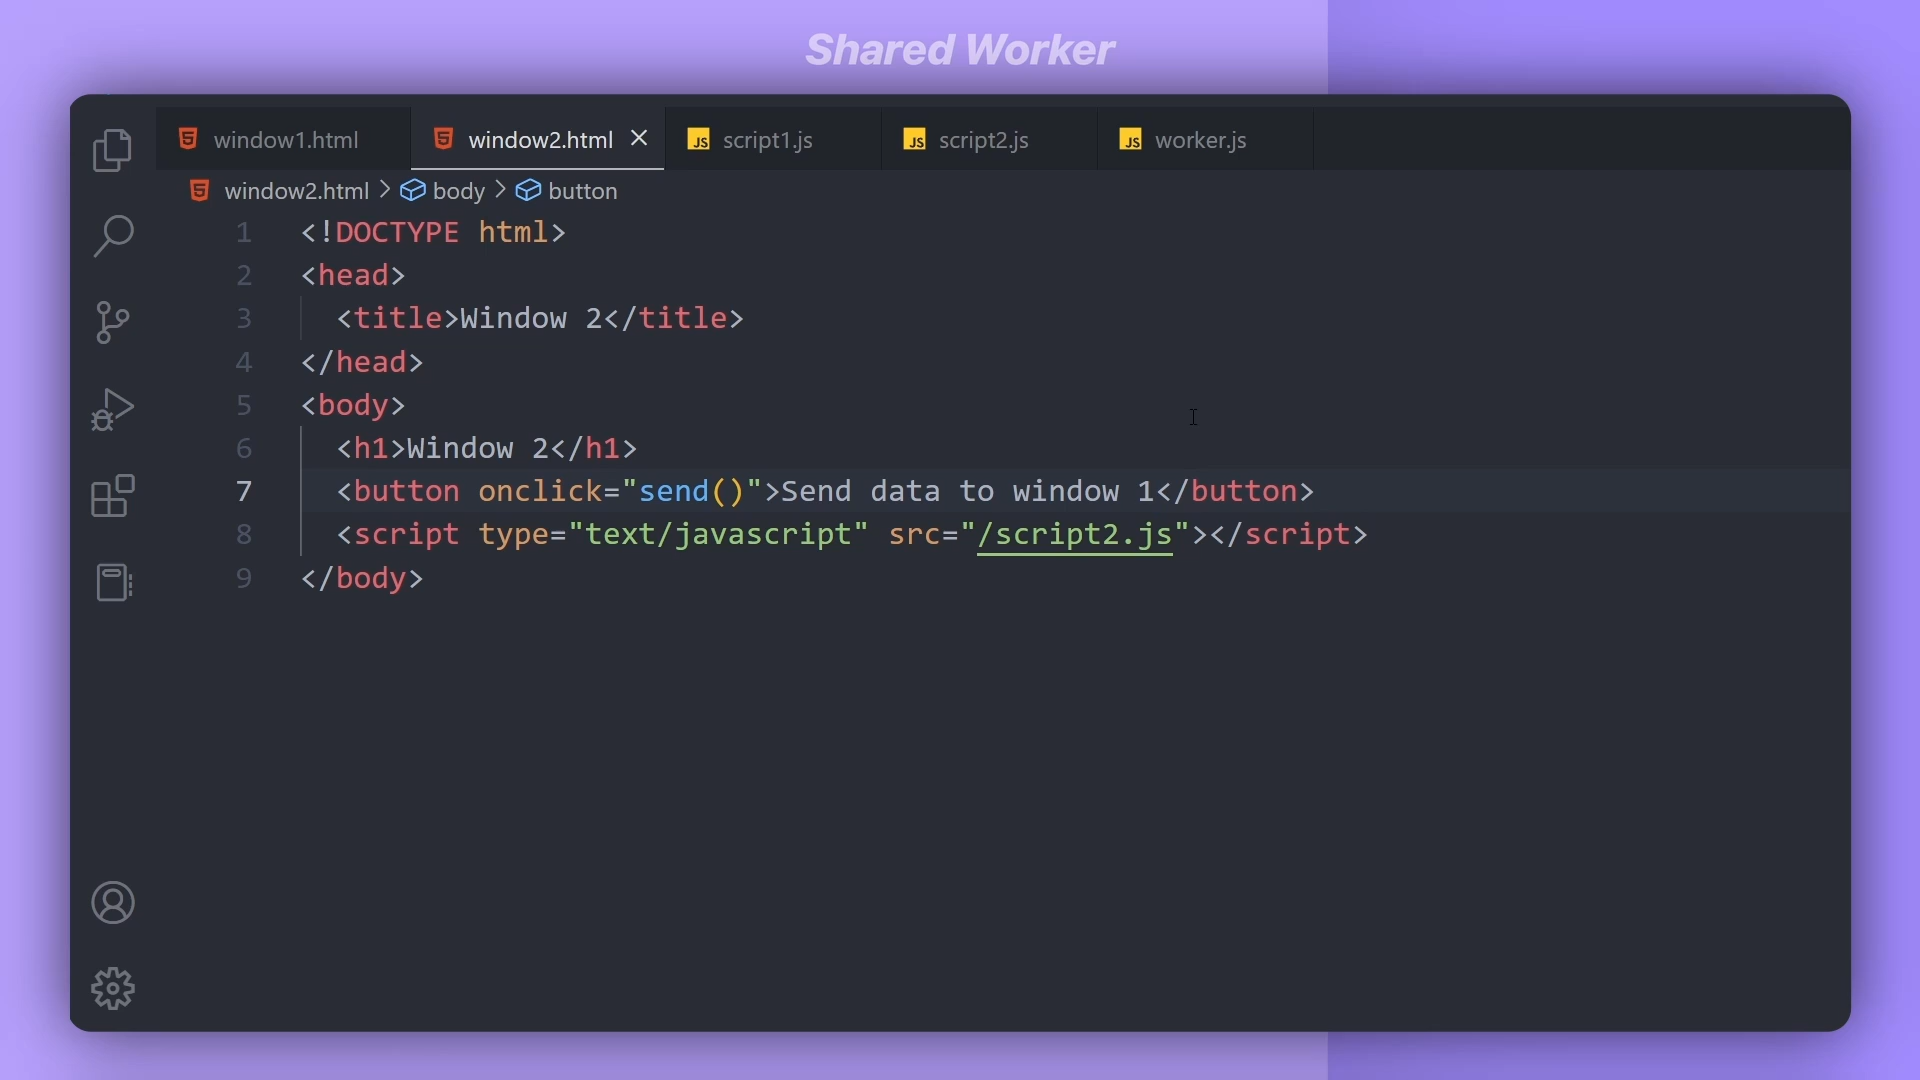 Shared Worker
window1.html
window2.html
script1.js
script2.js
worker.js
window2.html > body > button
1 <!DOCTYPE html>
2 <head>
3 <title>Window 2</title>
4 </head>
5 <body>
6 <h1>Window 2</h1>
7 <button onclick="send()">Send data to window 1</button>
8 <script type="text/javascript" src="/script2.js"></script>
9 </body>